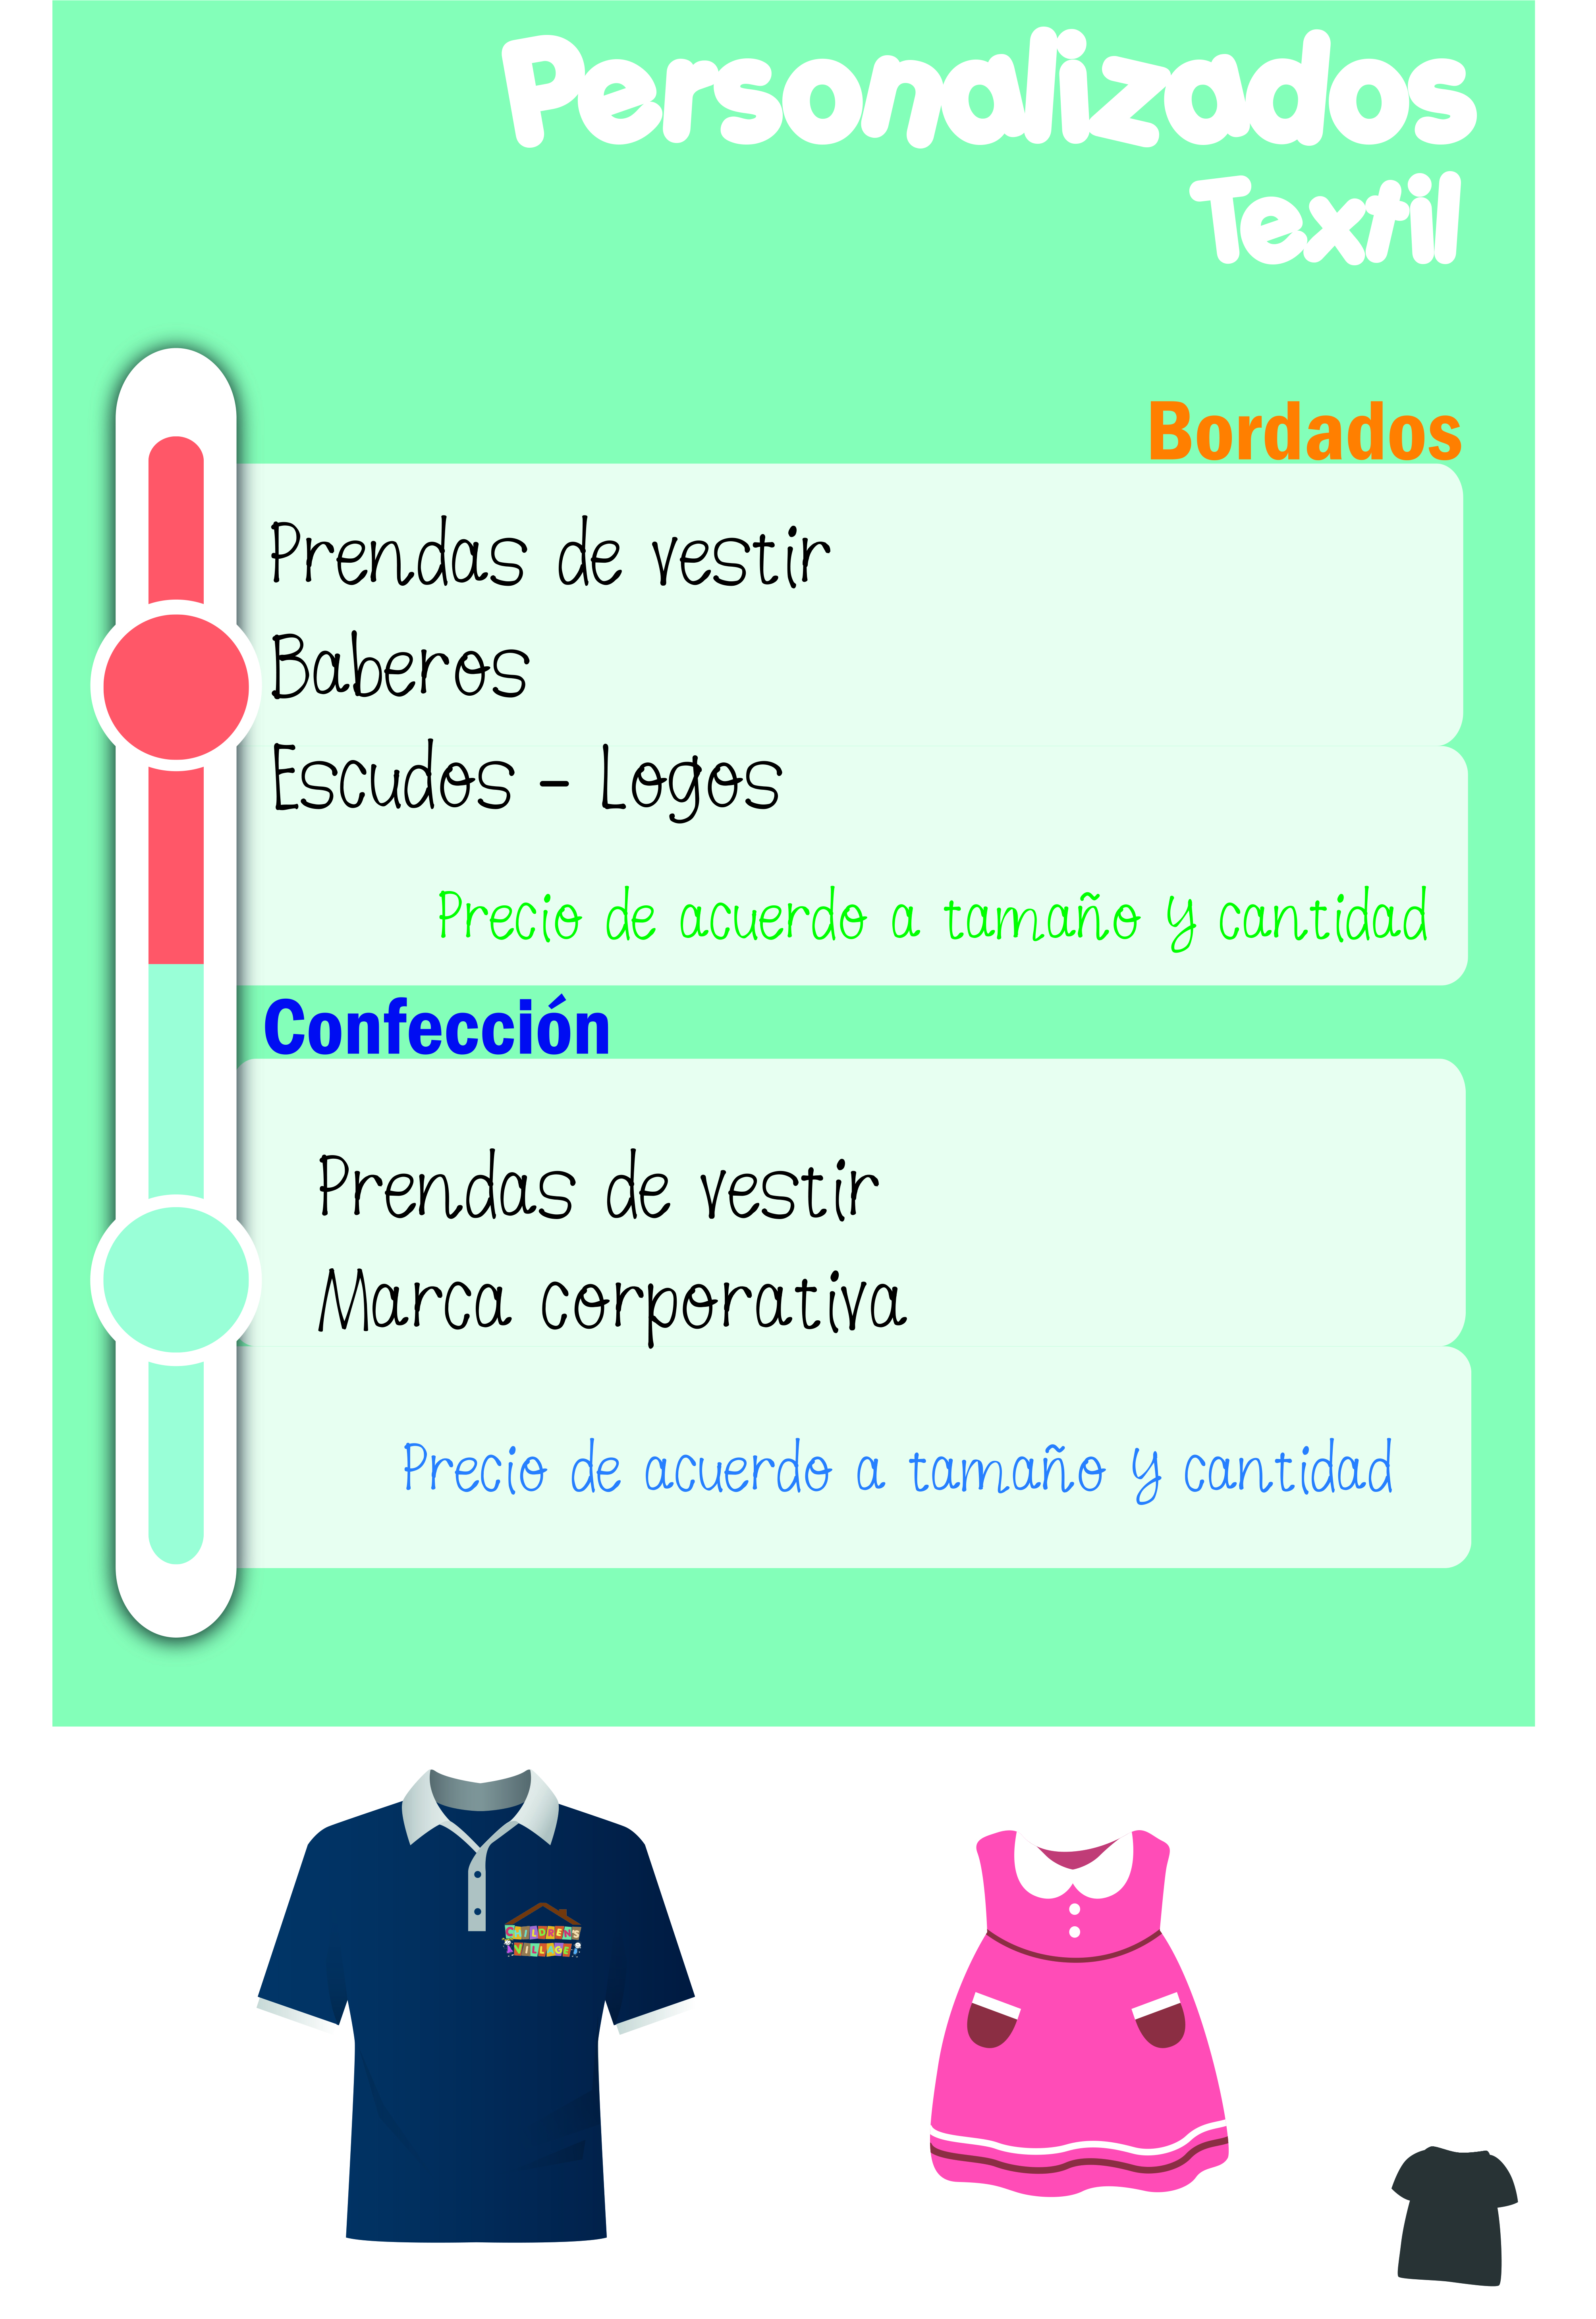 Personalizados
Textil
Bordados
Prendas de vestir
Baberos
Escudos - Logos
Precio de acuerdo a tamaño y cantidad
Confección
Prendas de vestir
Marca corporativa
Precio de acuerdo a tamaño y cantidad
CHILDREN'S
VILLAGE